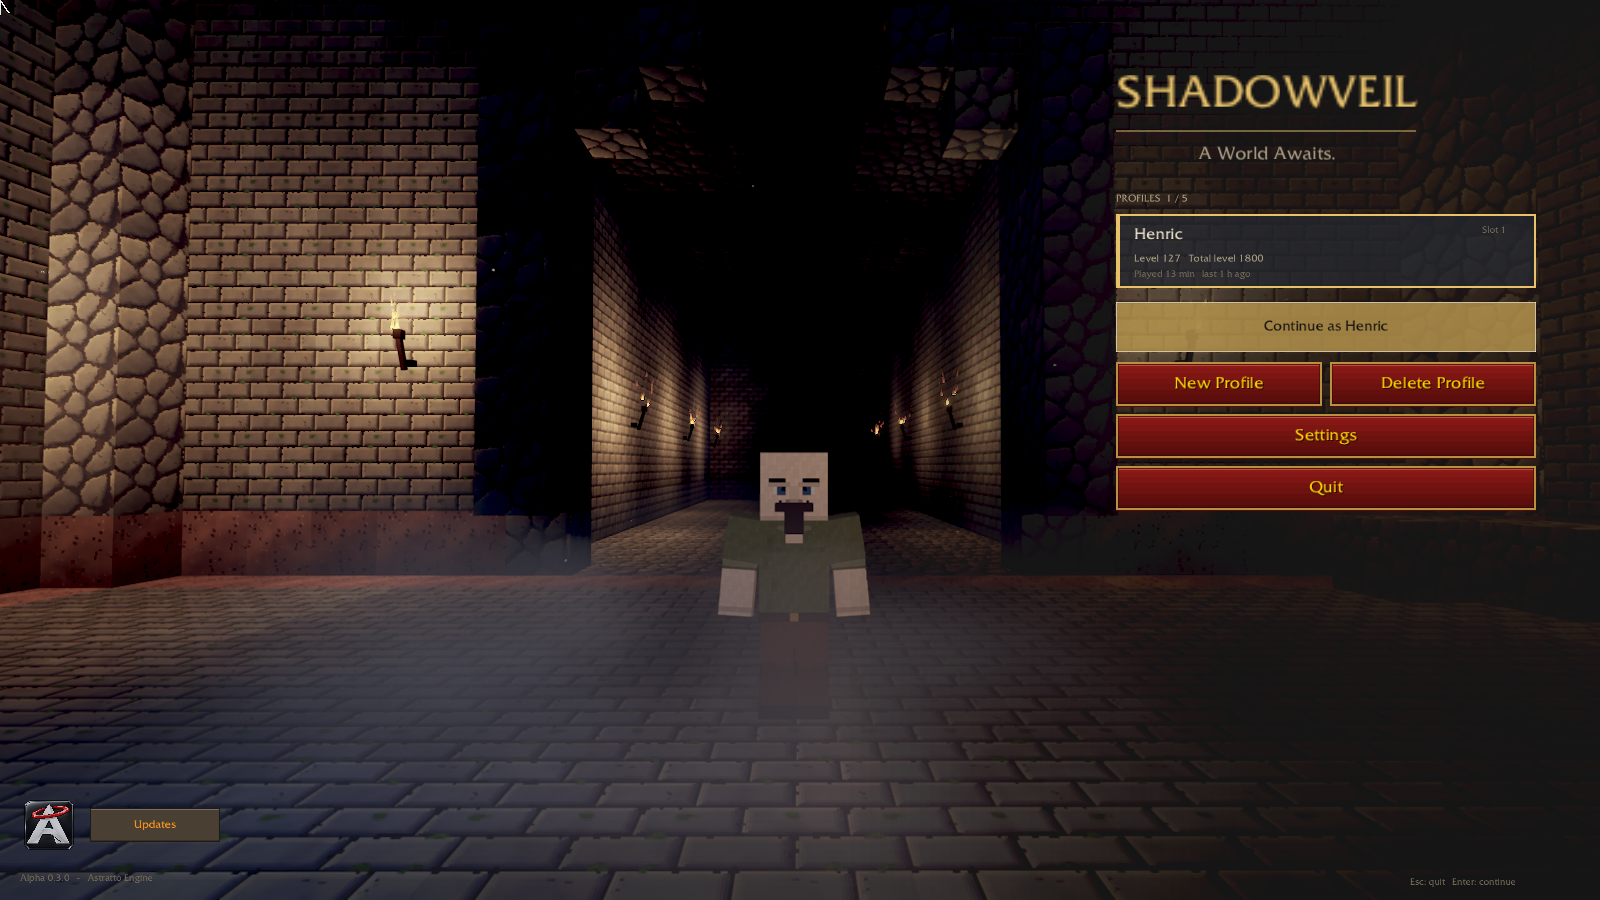 SHADOWVEIL
A World Awaits.
PROFILES 1 / 5
Henric
Slot 1
Level 127 Total level 1800
Played 13 min last 1 h ago
Continue as Henric
New Profile
Delete Profile
Settings
Quit
Updates
Alpha 0.3.0 - Astratto Engine
Esc: quit Enter: continue